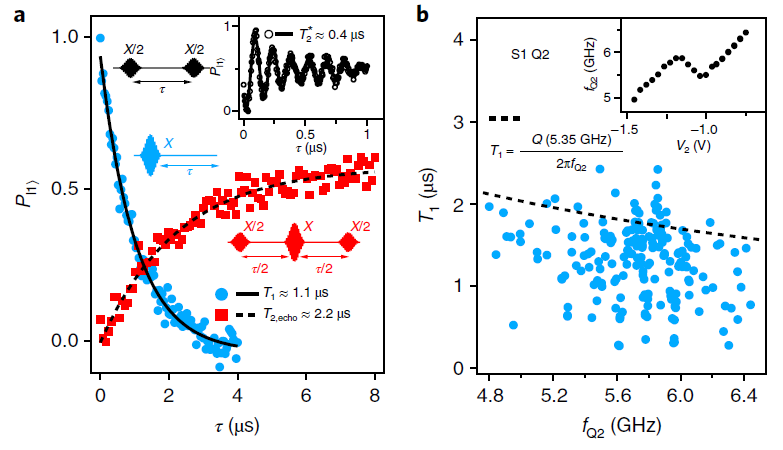 a
1.0
0.5
0.0
P|1⟩
0
2
4
6
8
τ (μs)
X/2
X/2
τ
X
τ
X/2
X
X/2
τ/2
τ/2
T1 ≈ 1.1 μs
T2,echo ≈ 2.2 μs
1
0
P|1⟩
T2* ≈ 0.4 μs
0
0.5
1
τ (μs)
b
4
3
2
1
0
T1 (μs)
4.8
5.2
5.6
6.0
6.4
fQ2 (GHz)
S1 Q2
T1 = Q (5.35 GHz)
2πfQ2
6
5
fQ2 (GHz)
−1.5
−1.0
V2 (V)